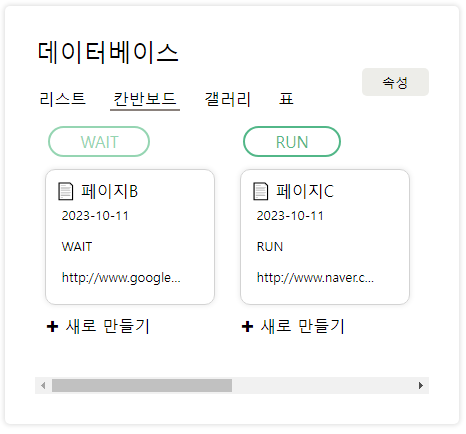 데이터베이스
속성
리스트 칸반보드 갤러리 표
WAIT RUN
페이지B 페이지C
2023-10-11 2023-10-11
WAIT RUN
http://www.google... http://www.naver.c...
+ 새로 만들기 + 새로 만들기